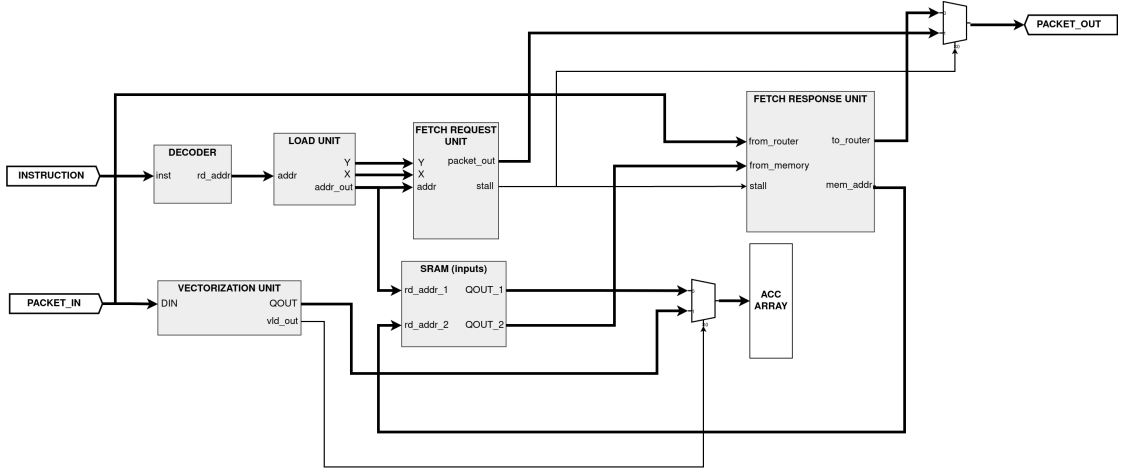 PACKET_OUT
FETCH RESPONSE UNIT
from_router
to_router
from_memory
stall
mem_addr
FETCH REQUEST
UNIT
Y
packet_out
X
addr
stall
LOAD UNIT
Y
X
addr
addr_out
DECODER
inst
rd_addr
INSTRUCTION
PACKET_IN
VECTORIZATION UNIT
DIN
QOUT
vld_out
SRAM (inputs)
rd_addr_1
QOUT_1
rd_addr_2
QOUT_2
ACC
ARRAY